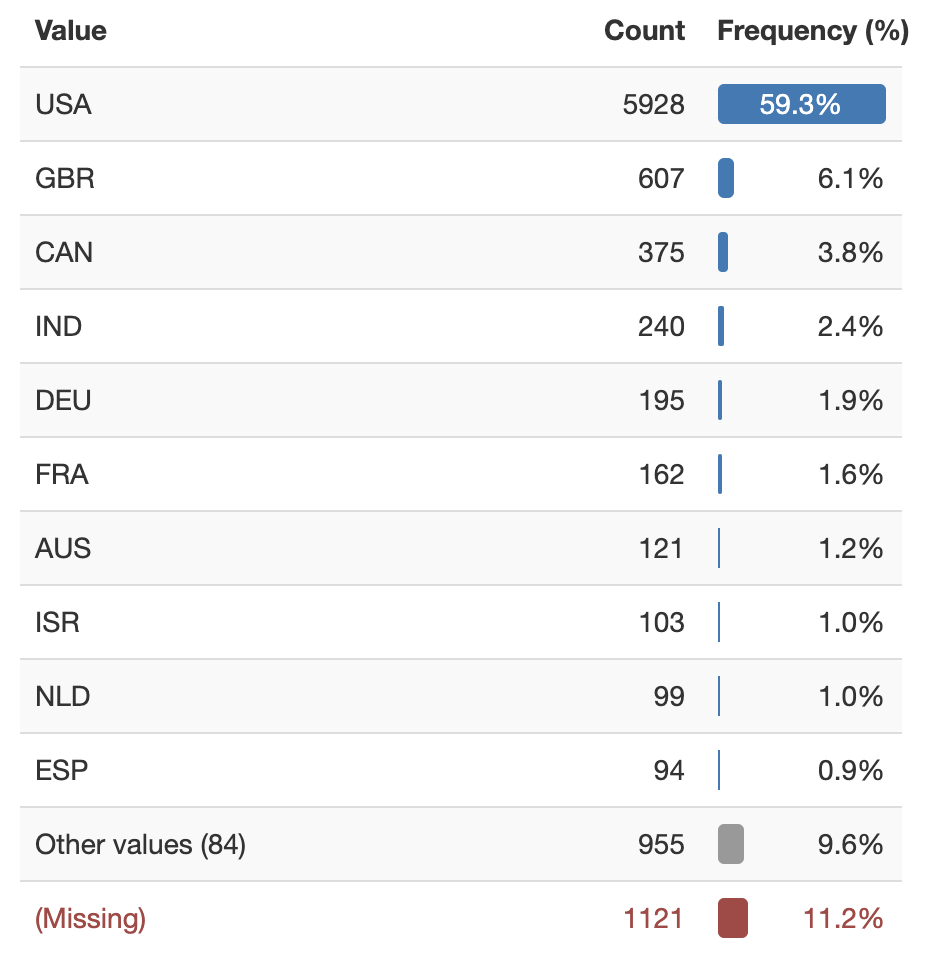 Value Count Frequency (%)
USA 5928 59.3%
GBR 607 6.1%
CAN 375 3.8%
IND 240 2.4%
DEU 195 1.9%
FRA 162 1.6%
AUS 121 1.2%
ISR 103 1.0%
NLD 99 1.0%
ESP 94 0.9%
Other values (84) 955 9.6%
(Missing) 1121 11.2%